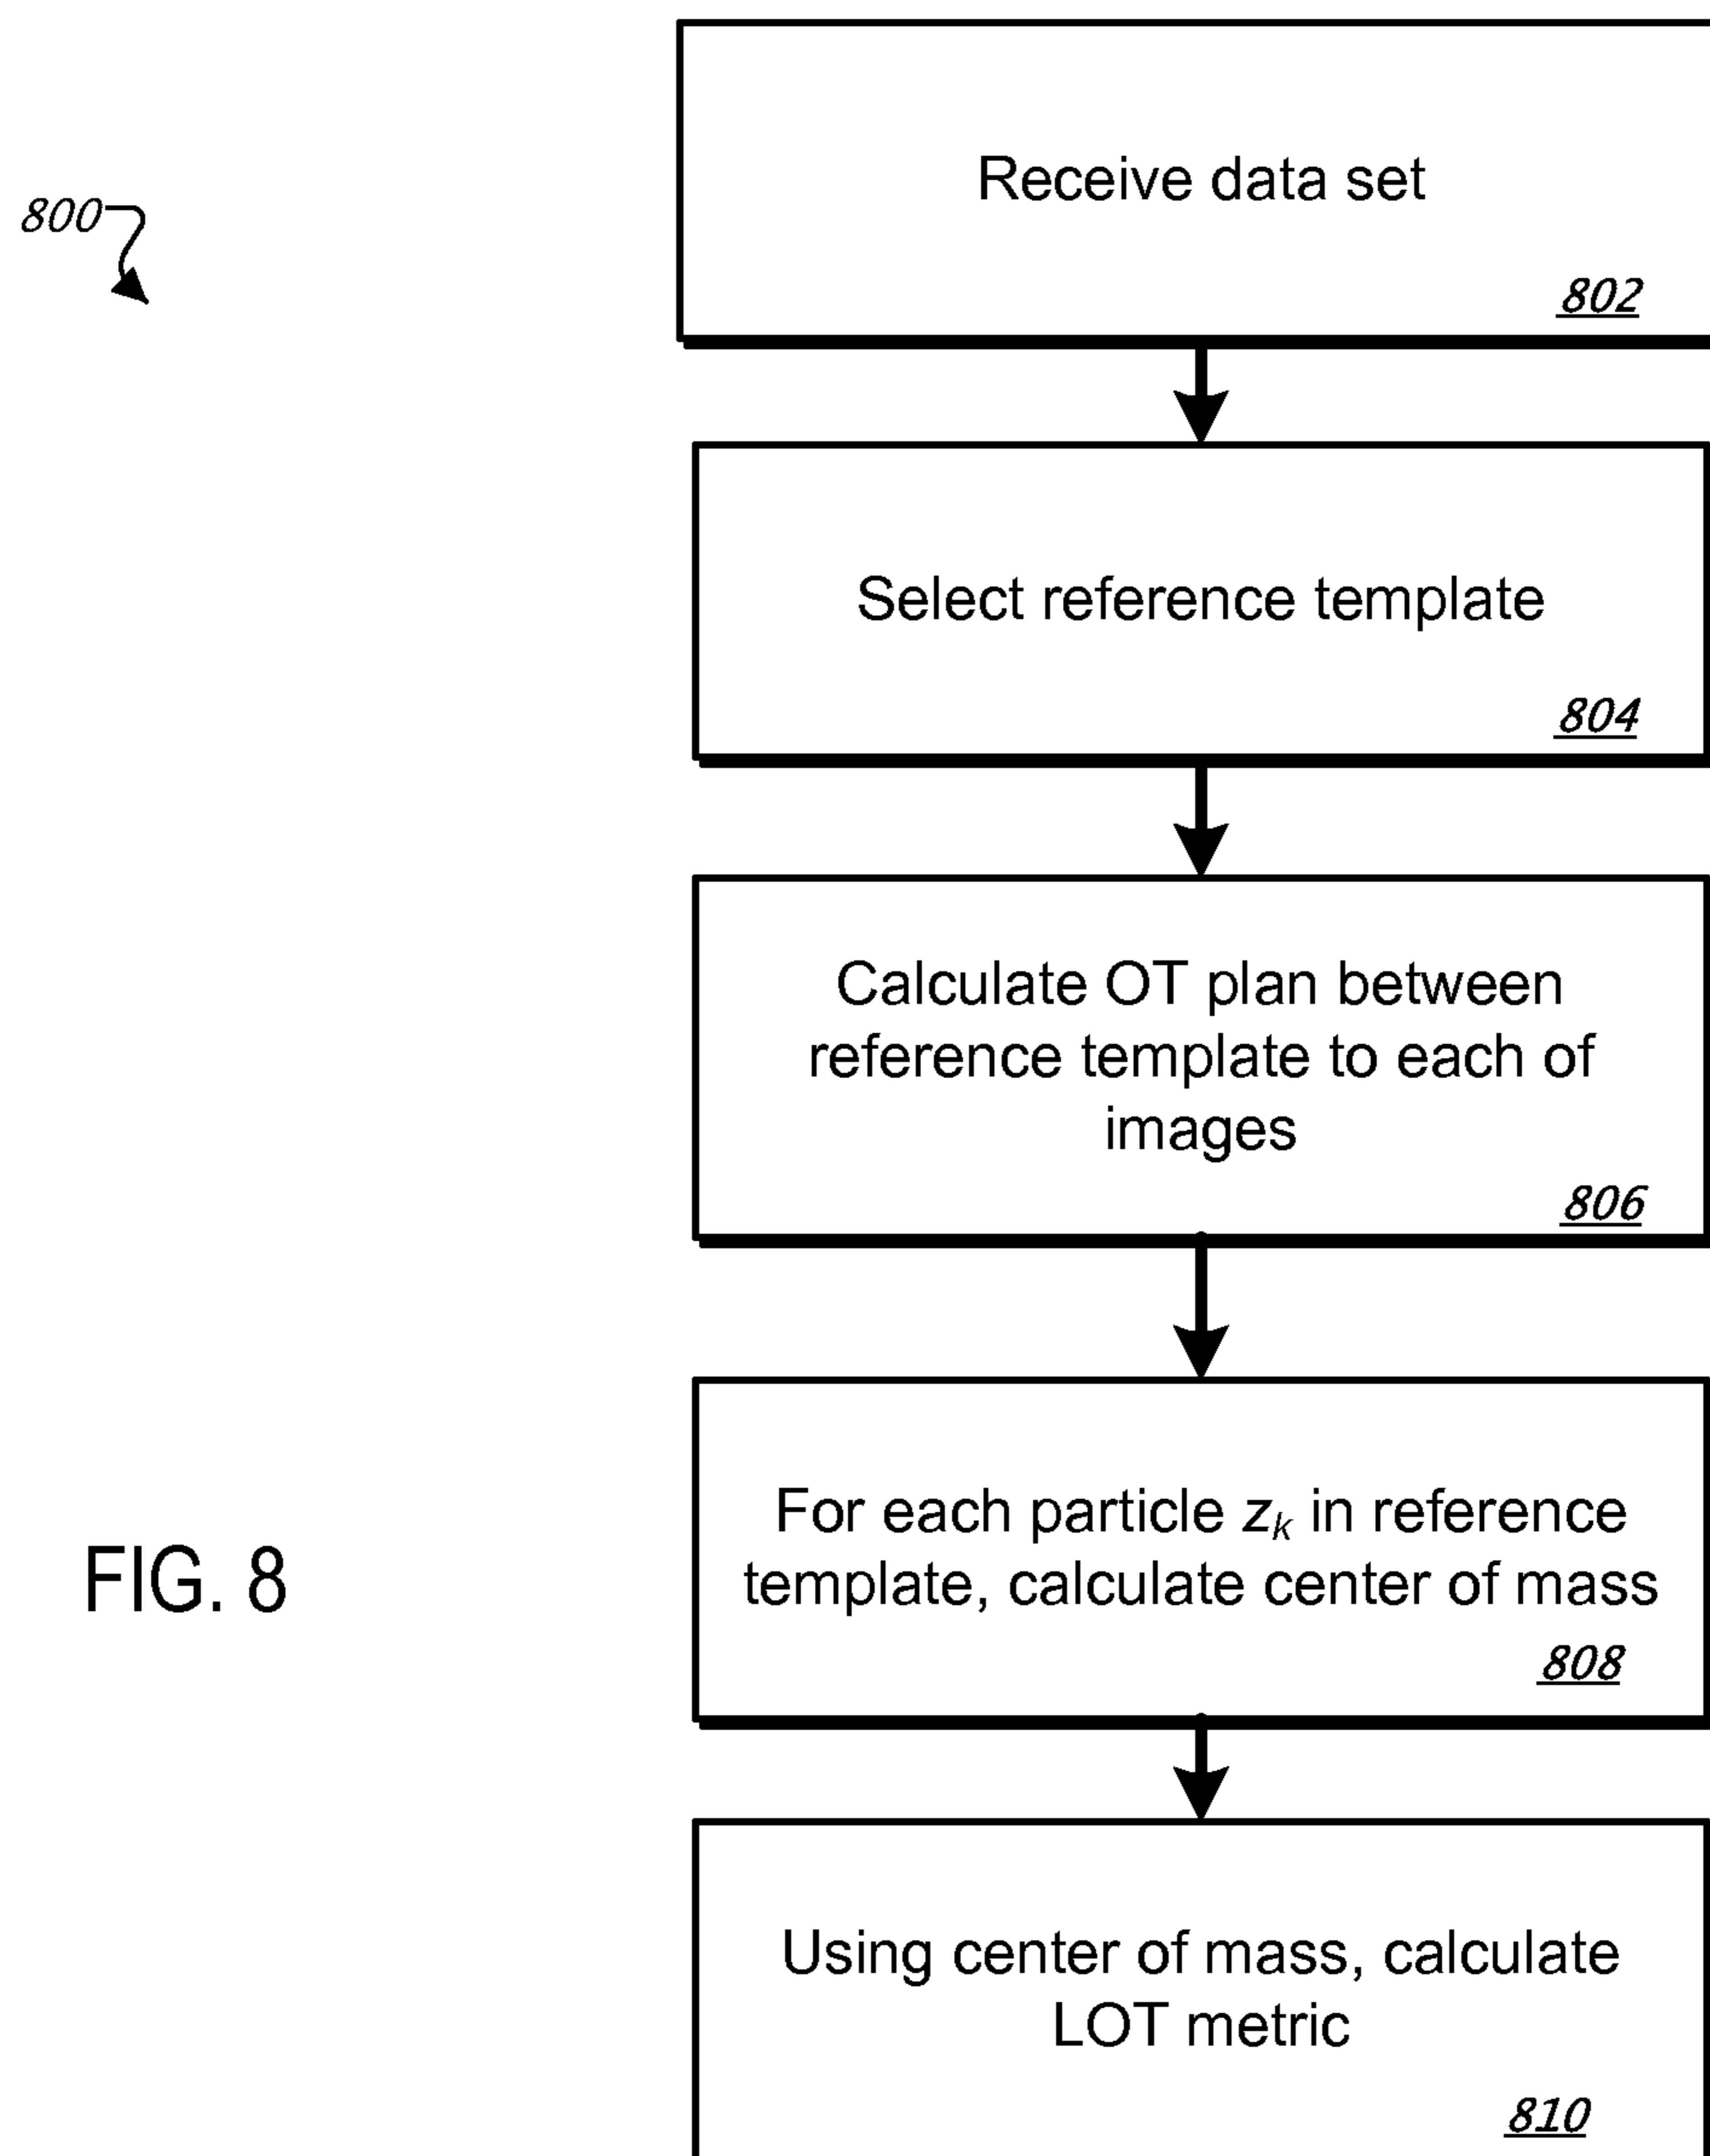 800
Receive data set
802
Select reference template
804
Calculate OT plan between
reference template to each of
images
806
For each particle zk in reference
template, calculate center of mass
808
FIG. 8
Using center of mass, calculate
LOT metric
810